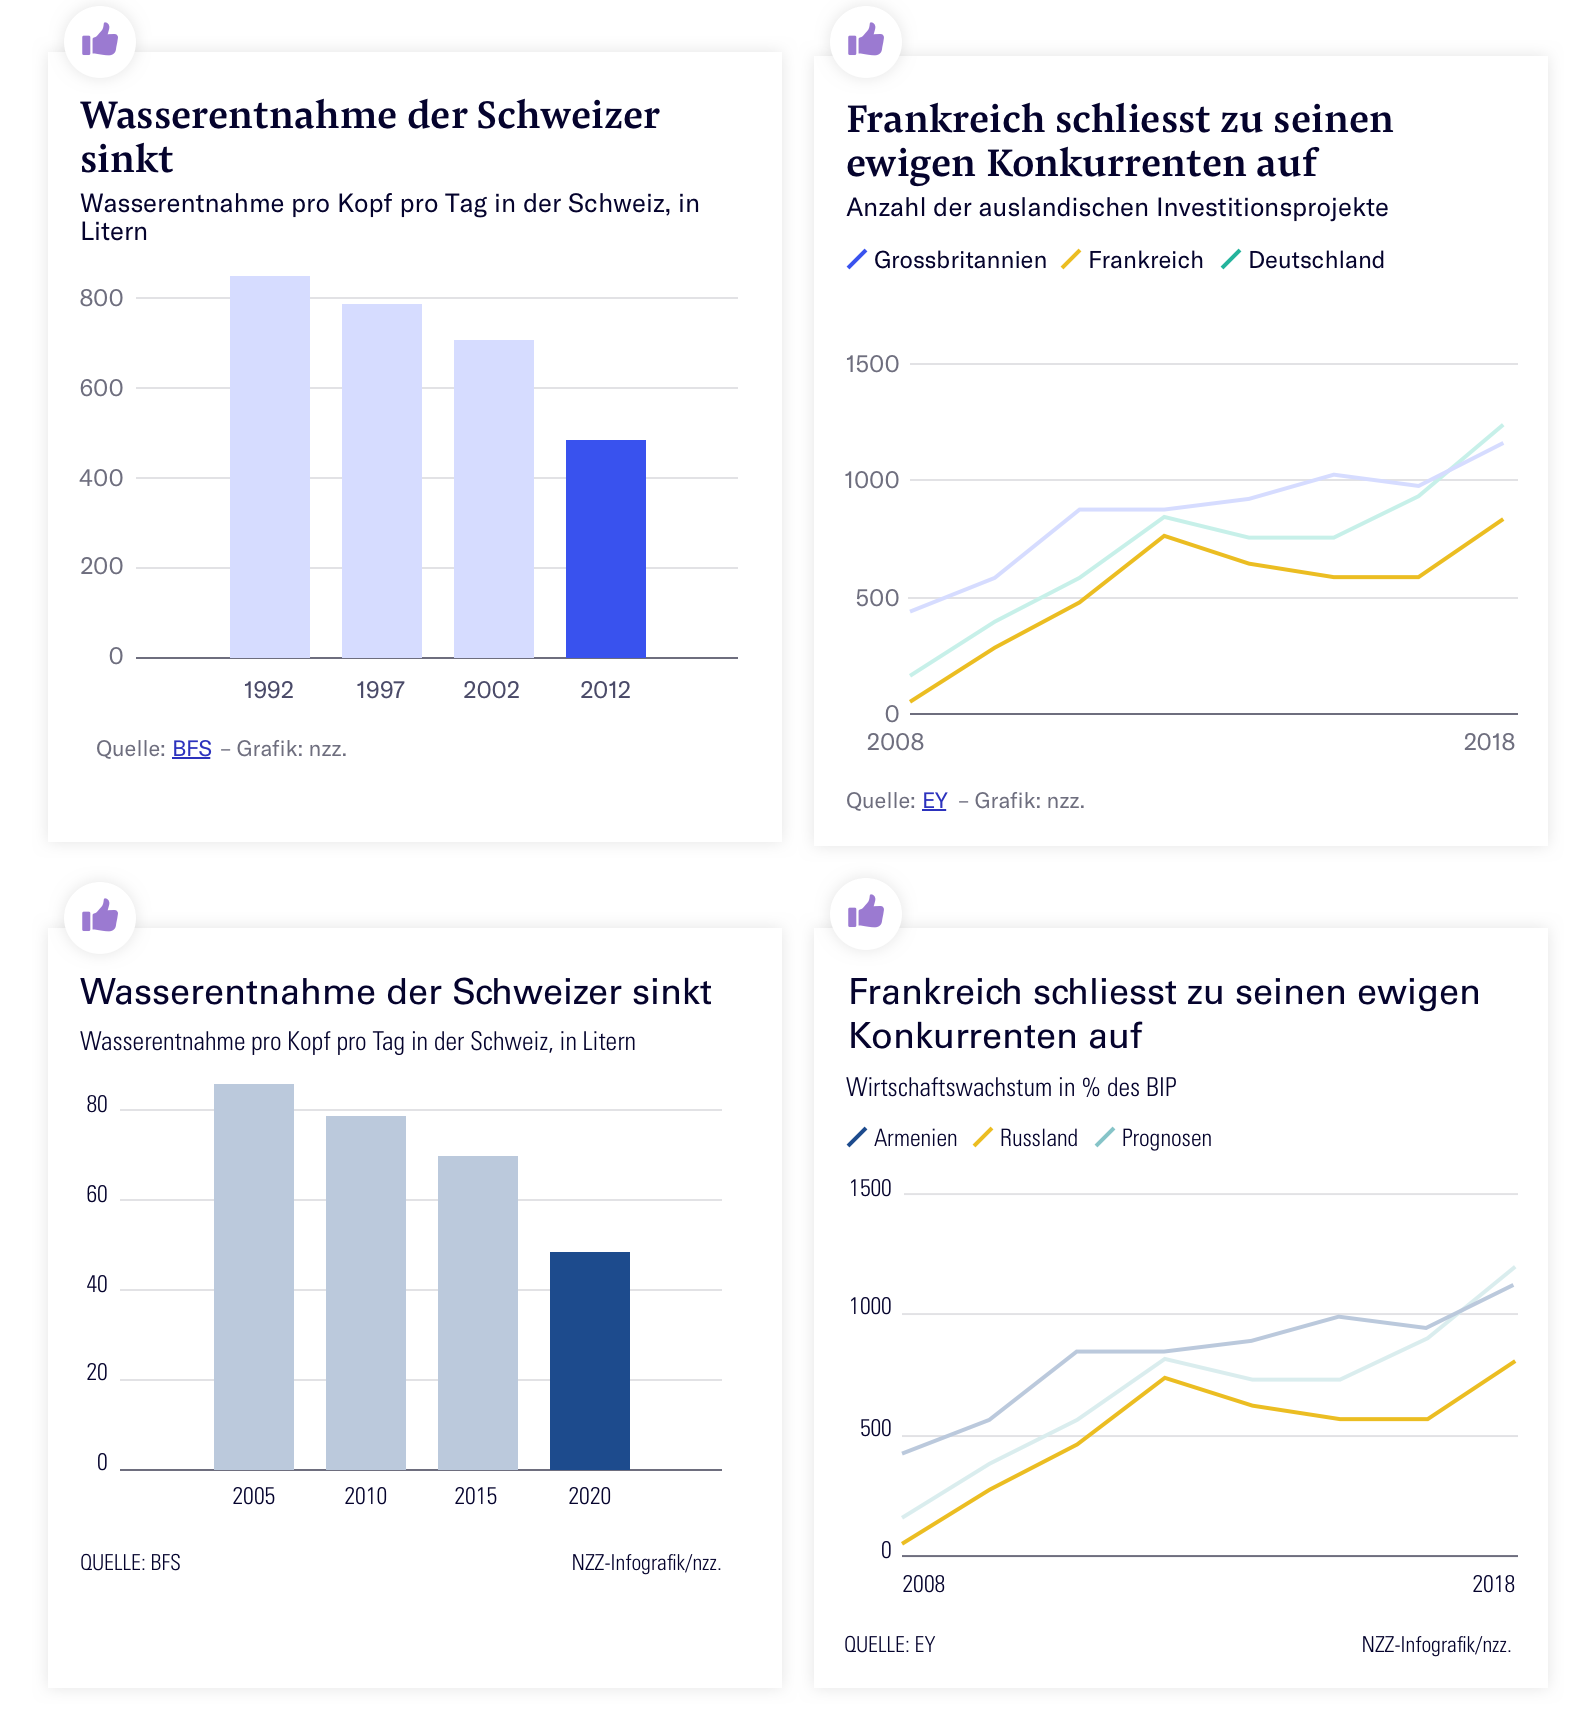 Wasserentnahme der Schweizer
sinkt
Wasserentnahme pro Kopf pro Tag in der Schweiz, in
Litern
800
600
400
200
0
1992 1997 2002 2012
Quelle: BFS – Grafik: nzz.
Frankreich schliesst zu seinen
ewigen Konkurrenten auf
Anzahl der auslandischen Investitionsprojekte
Grossbritannien Frankreich Deutschland
1500
1000
500
0
2008 2018
Quelle: EY – Grafik: nzz.
Wasserentnahme der Schweizer sinkt
Wasserentnahme pro Kopf pro Tag in der Schweiz, in Litern
80
60
40
20
0
2005 2010 2015 2020
QUELLE: BFS NZZ-Infografik/nzz.
Frankreich schliesst zu seinen ewigen
Konkurrenten auf
Wirtschaftswachstum in % des BIP
Armenien Russland Prognosen
1500
1000
500
0
2008 2018
QUELLE: EY NZZ-Infografik/nzz.